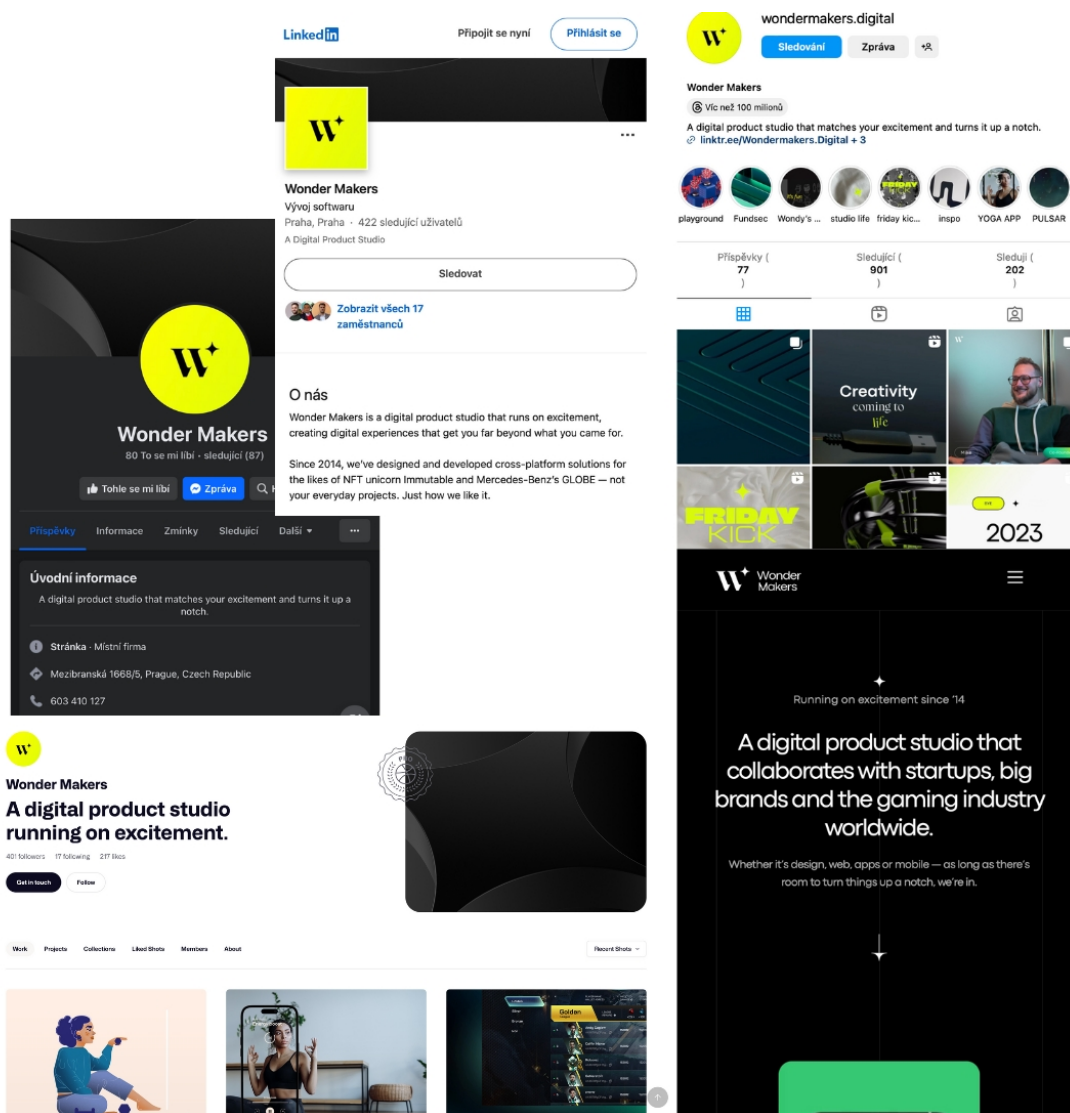 Linked in
Připojit se nyní
Přihlásit se
Wonder Makers
Vývoj softwaru
Praha, Praha · 422 sledující uživatelů
A Digital Product Studio
Sledovat
Zobrazit všech 17
zaměstnanců
O nás
Wonder Makers is a digital product studio that runs on excitement,
creating digital experiences that get you far beyond what you came for.
Since 2014, we've designed and developed cross-platform solutions for
the likes of NFT unicorn Immutable and Mercedes-Benz's GLOBE — not
your everyday projects. Just how we like it.
Wonder Makers
80 To se mi líbí · sledující (87)
Tohle se mi líbí
Zpráva
Příspěvky
Informace
Zmínky
Sledující
Další
Úvodní informace
A digital product studio that matches your excitement and turns it up a
notch.
Stránka · Místní firma
Mezibranská 1668/5, Prague, Czech Republic
603 410 127
Wonder Makers
A digital product studio
running on excitement.
401 followers 17 following 217 likes
Get in touch
Follow
PRO
Work
Projects
Collections
Liked Shots
Members
About
Recent Shots
Golden
wondermakers.digital
Sledování
Zpráva
Wonder Makers
Víc než 100 milionů
A digital product studio that matches your excitement and turns it up a notch.
linktr.ee/Wondermakers.Digital + 3
playground
Fundsec
Wondy's ...
studio life
friday kic...
inspo
YOGA APP
PULSAR
Příspěvky (
77
)
Sledující (
901
)
Sleduji (
202
)
Creativity
coming to
life
FRIDAY
KICK
2023
Wonder
Makers
Running on excitement since '14
A digital product studio that
collaborates with startups, big
brands and the gaming industry
worldwide.
Whether it's design, web, apps or mobile — as long as there's
room to turn things up a notch, we're in.